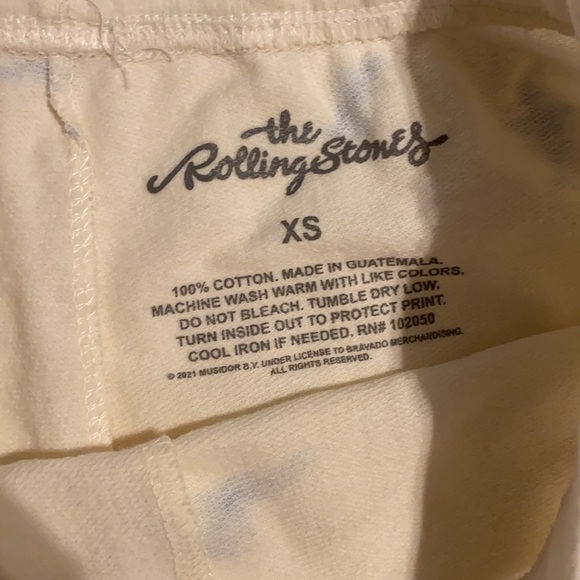 the
Rolling Stones
XS
100% COTTON. MADE IN GUATEMALA.
MACHINE WASH WARM WITH LIKE COLORS.
DO NOT BLEACH. TUMBLE DRY LOW.
TURN INSIDE OUT TO PROTECT PRINT.
COOL IRON IF NEEDED. RN# 102050
© 2021 MUSIDOR B.V. UNDER LICENSE TO BRAVADO MERCHANDISING.
ALL RIGHTS RESERVED.